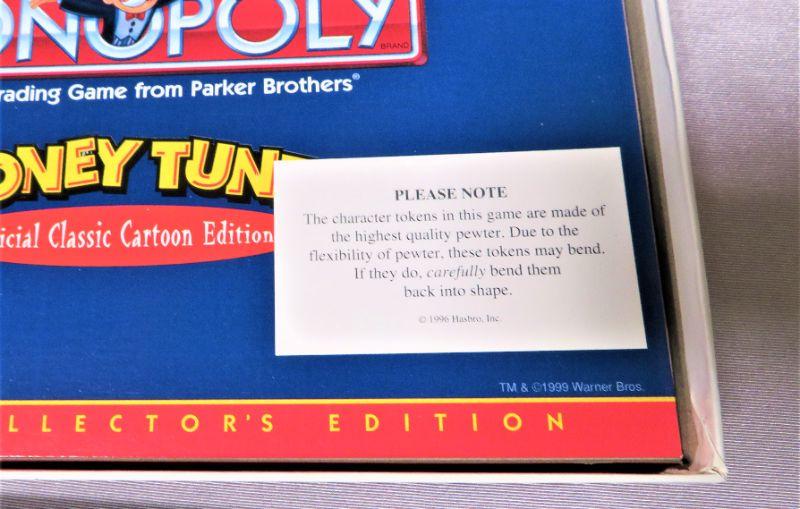 ONOPOLY
BRAND
rading Game from Parker Brothers®
ONEY TUN
icial Classic Cartoon Edition
PLEASE NOTE
The character tokens in this game are made of
the highest quality pewter. Due to the
flexibility of pewter, these tokens may bend.
If they do, carefully bend them
back into shape.
© 1996 Hasbro, Inc.
TM & ©1999 Warner Bros.
LLECTOR'S EDITION